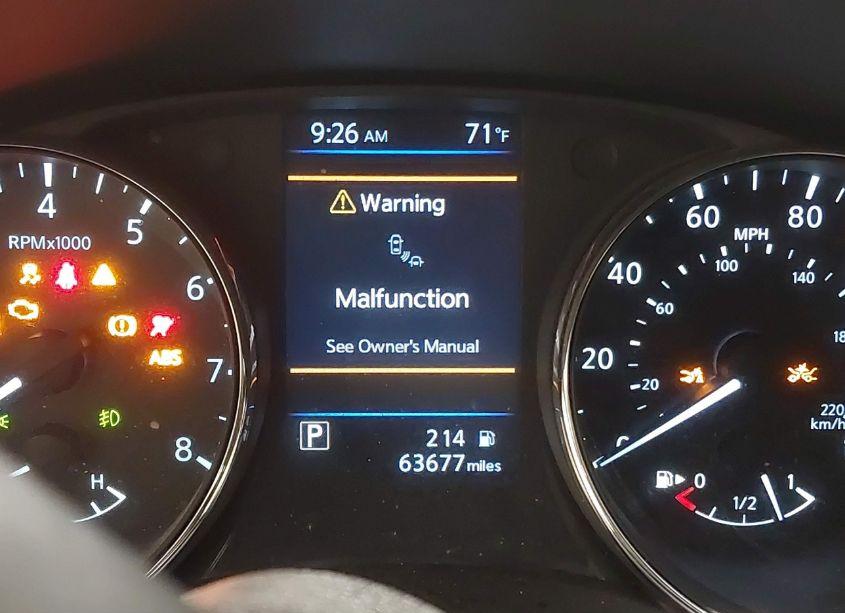 9:26 AM 71°F
Warning
Malfunction
See Owner's Manual
P 214
63677 miles
4
5
RPMx1000
6
ABS
7
8
H
60 80
MPH
100 140
40
60
20
20
0
220
km/h
0 1/2 1